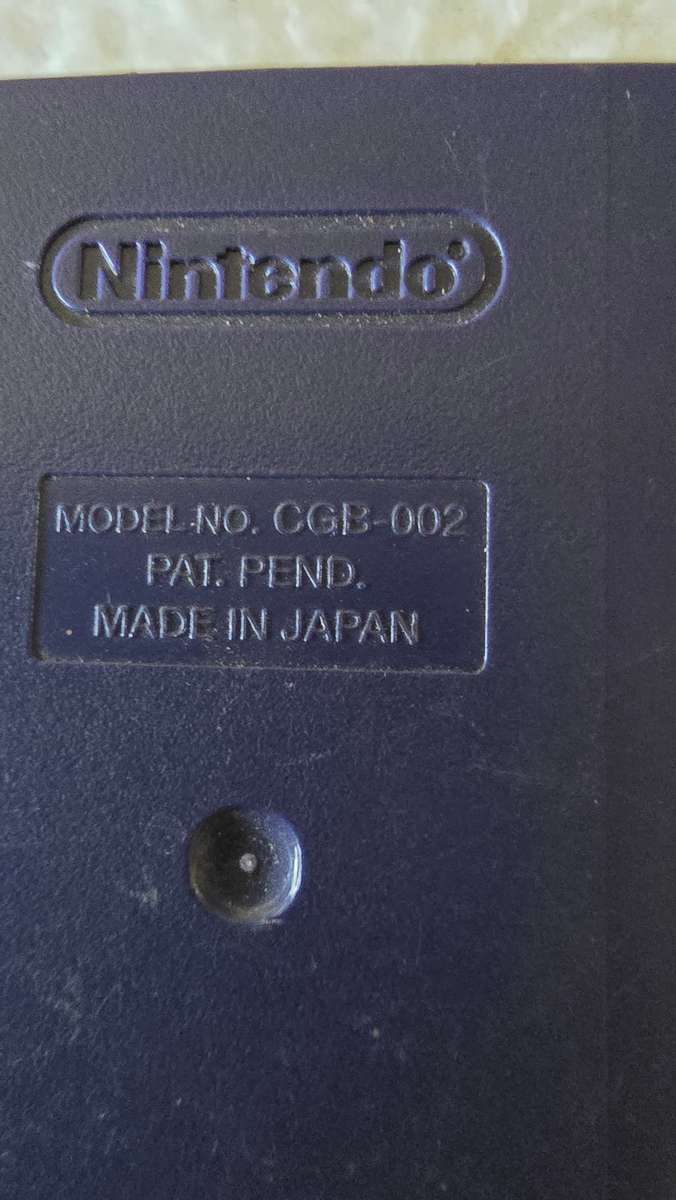 Nintendo®
MODEL NO. CGB-002
PAT. PEND.
MADE IN JAPAN